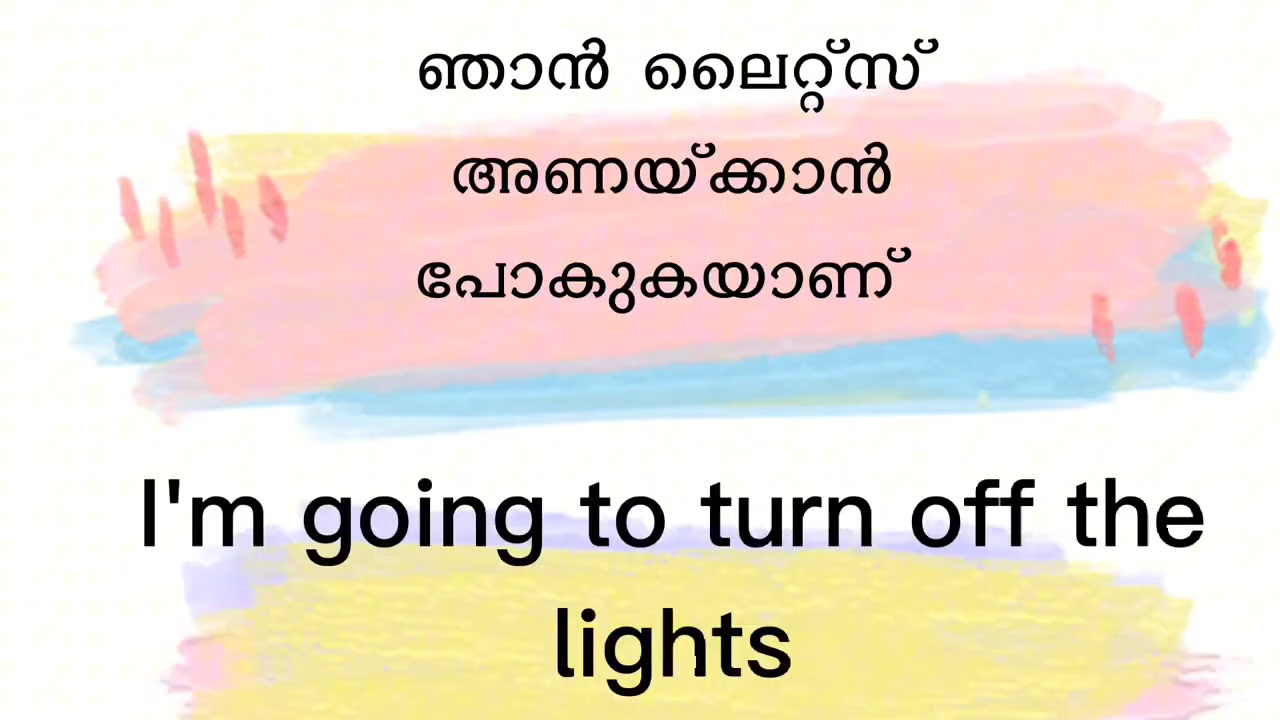 ഞാൻ ലൈറ്റ്സ്
അണയ്ക്കാൻ
പോകുകയാണ്
I'm going to turn off the
lights